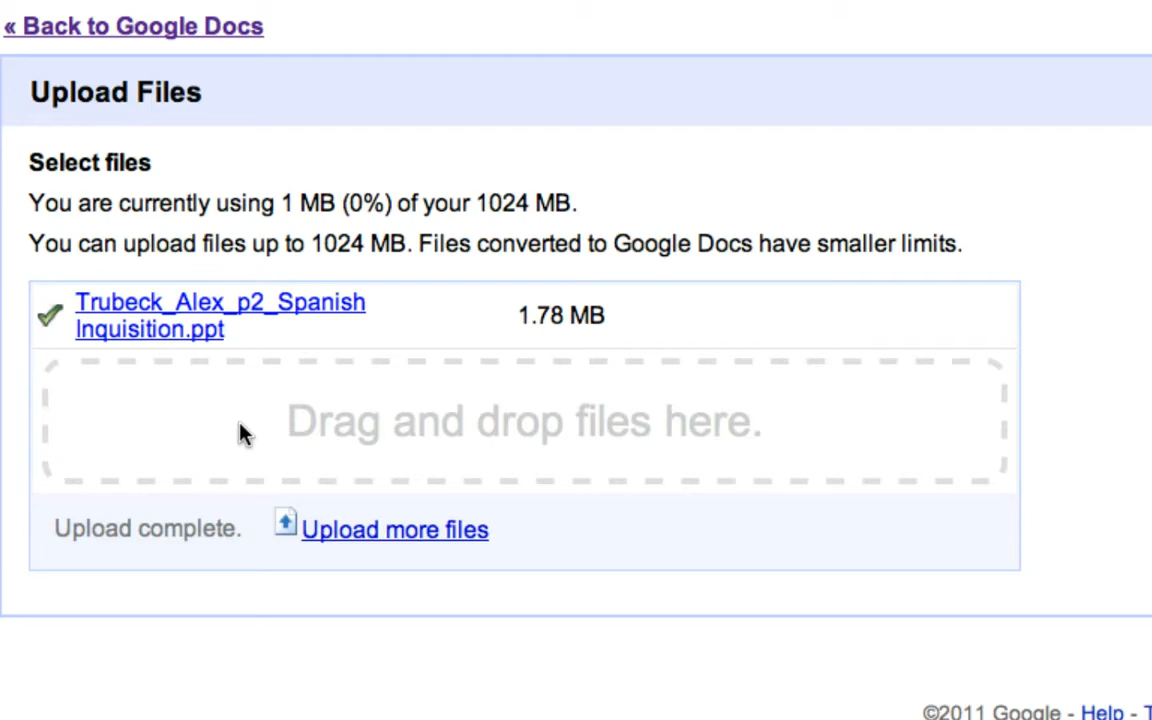 « Back to Google Docs
Upload Files
Select files
You are currently using 1 MB (0%) of your 1024 MB.
You can upload files up to 1024 MB. Files converted to Google Docs have smaller limits.
Trubeck_Alex_p2_Spanish
Inquisition.ppt
1.78 MB
Drag and drop files here.
Upload complete. Upload more files
©2011 Google - Help -